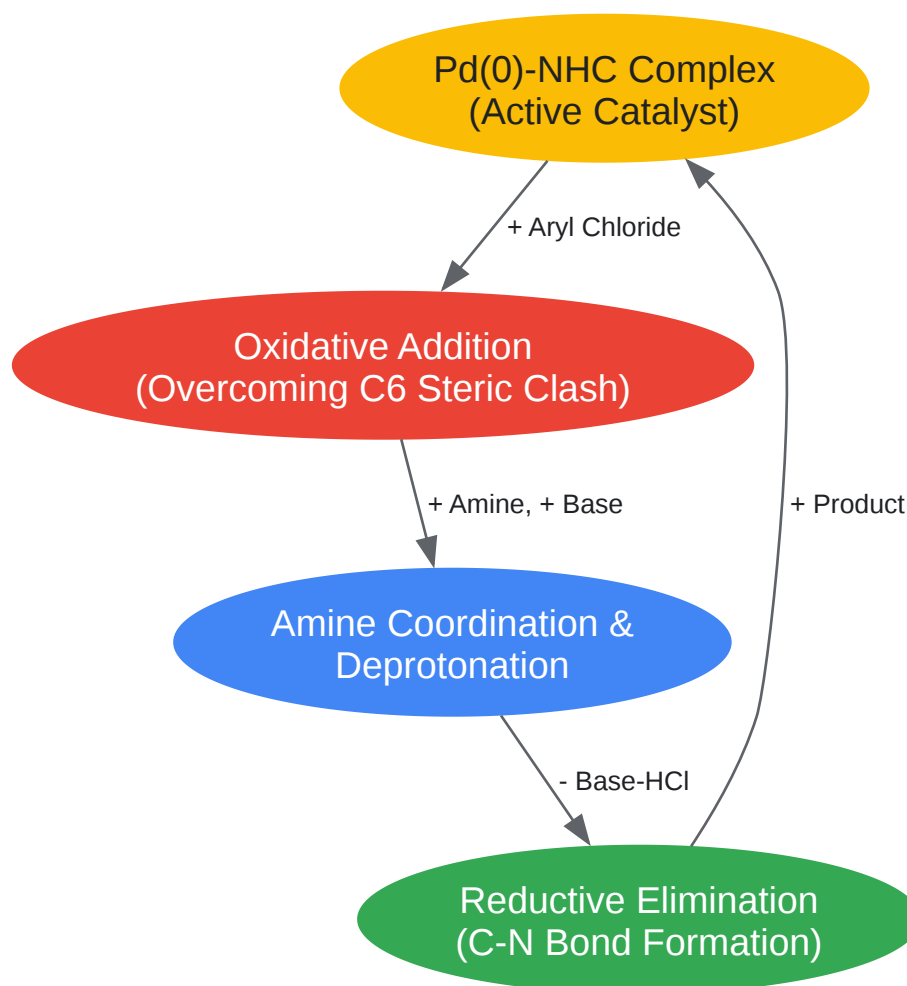 Pd(0)-NHC Complex
(Active Catalyst)
+ Aryl Chloride
Oxidative Addition
(Overcoming C6 Steric Clash)
+ Amine, + Base
+ Product
Amine Coordination &
Deprotonation
- Base-HCl
Reductive Elimination
(C-N Bond Formation)